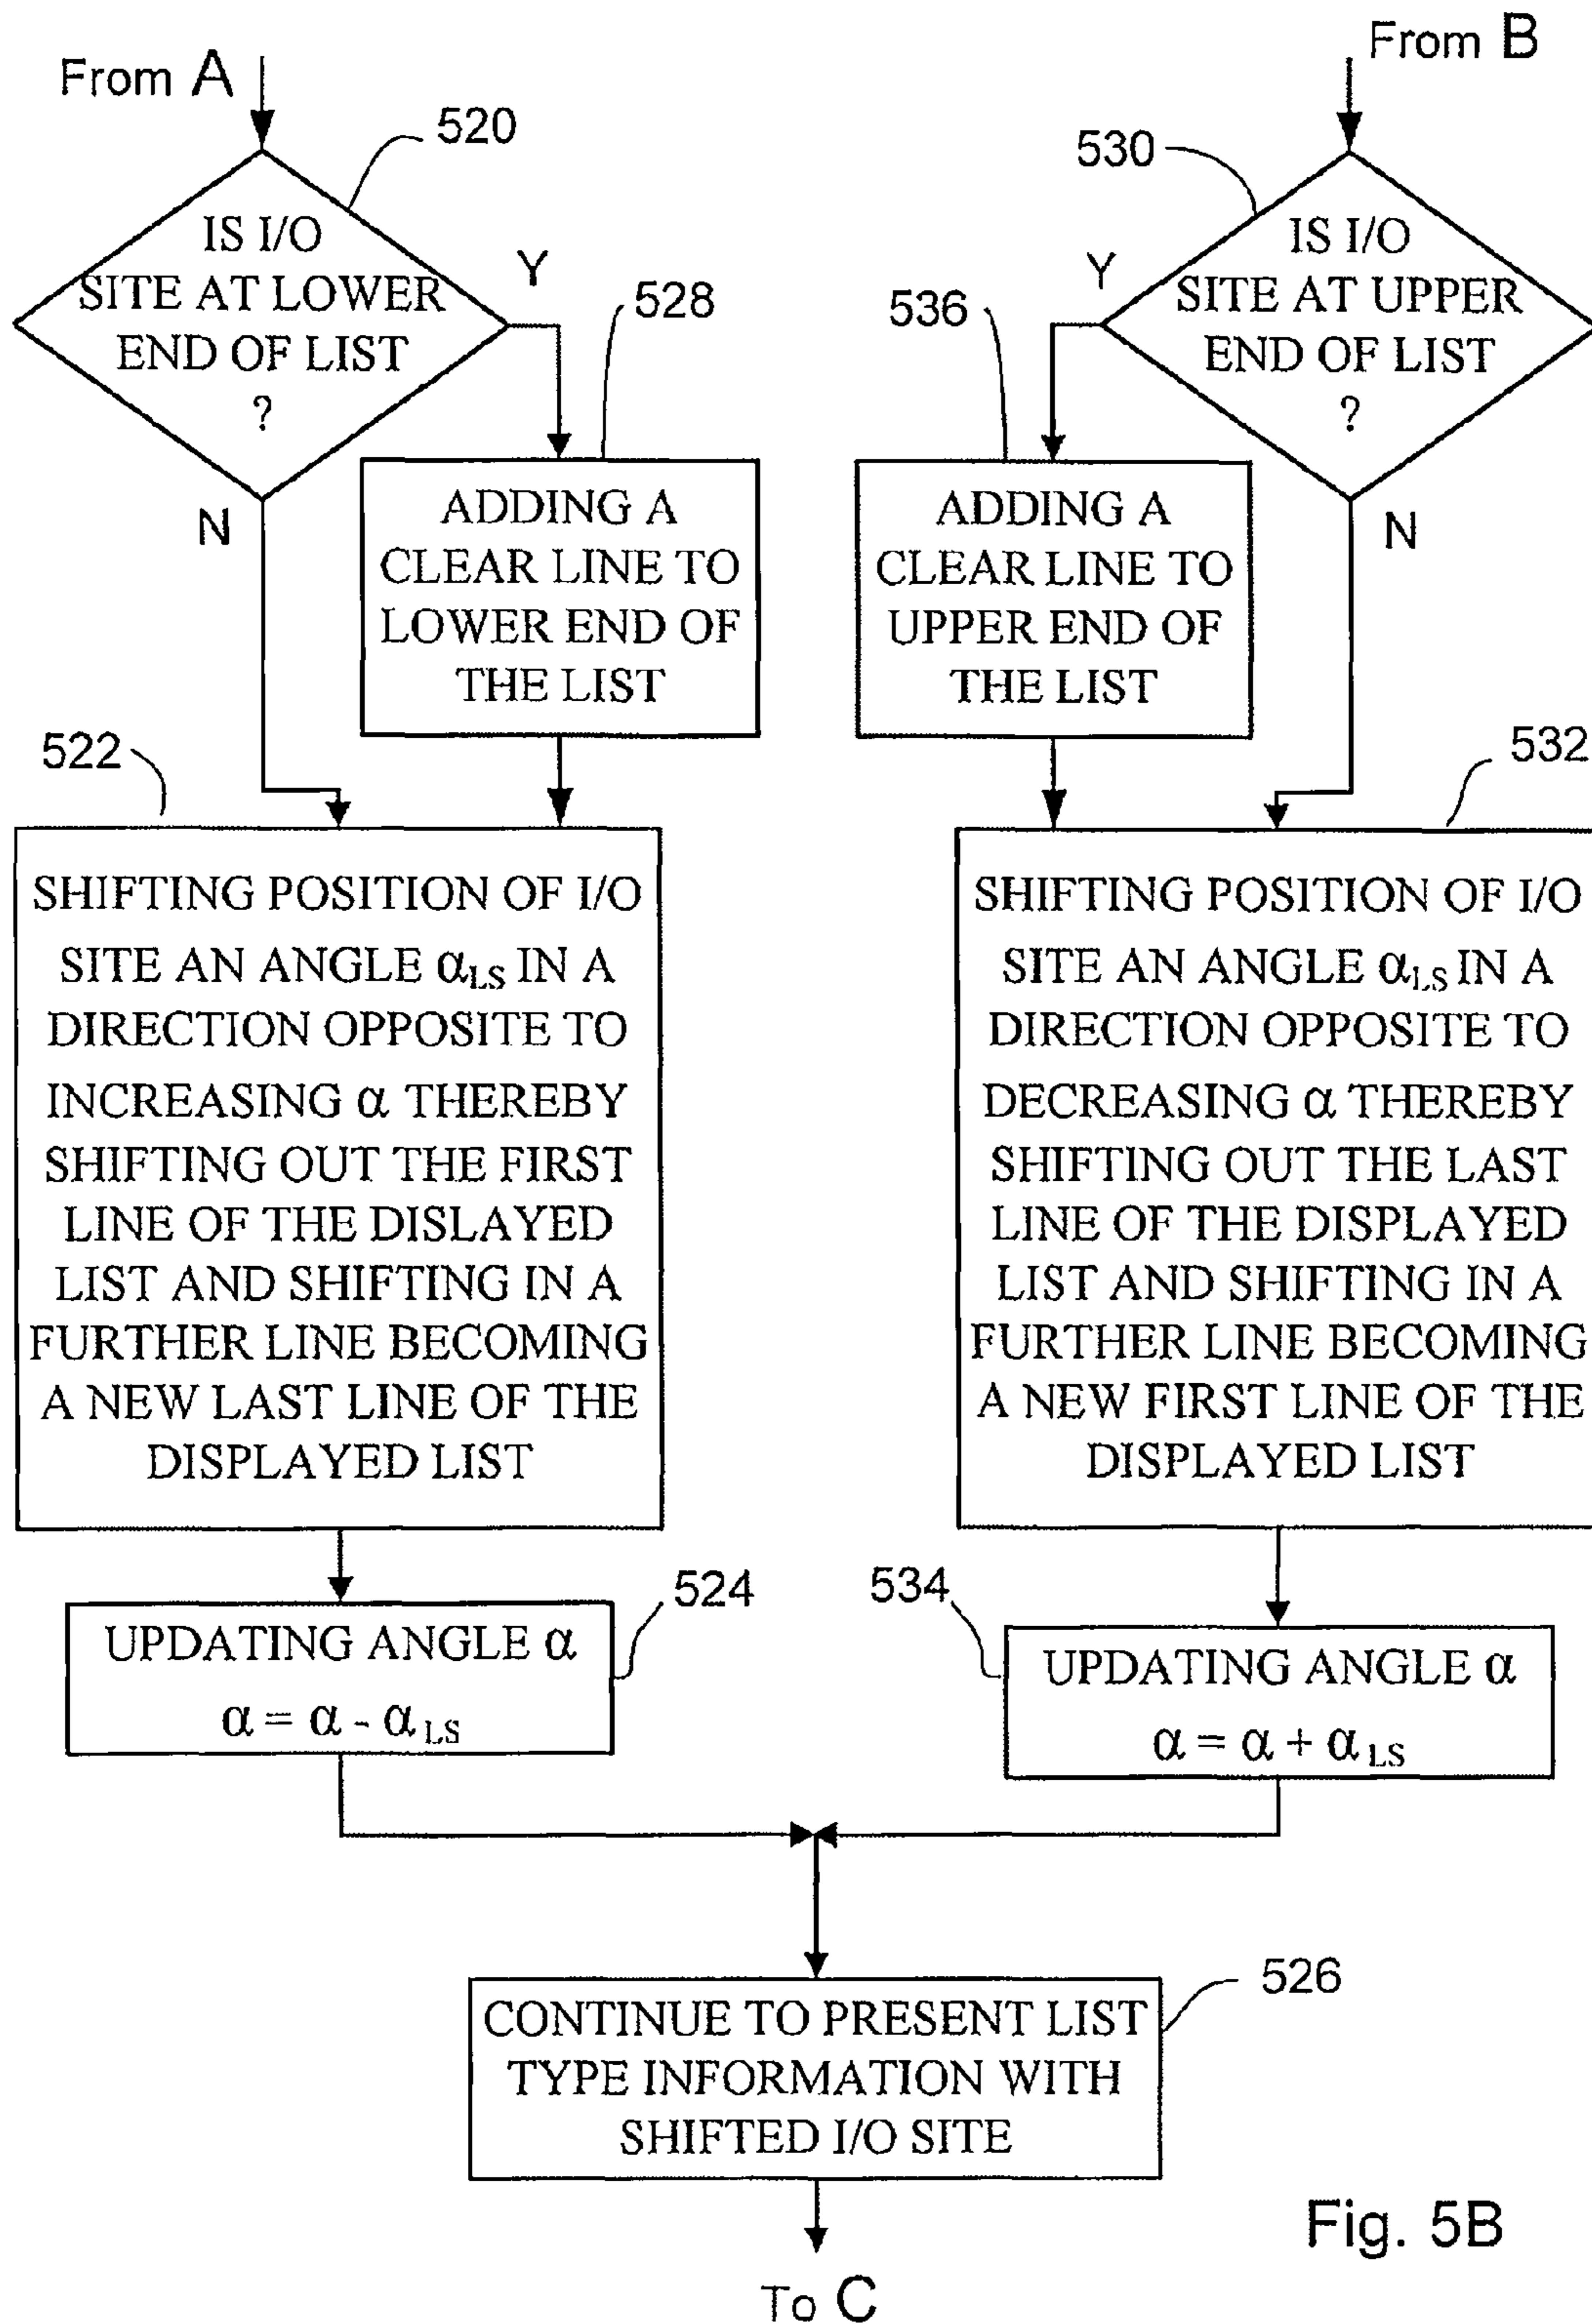 From A
520
IS I/O
SITE AT LOWER
END OF LIST
?
Y
N
528
ADDING A
CLEAR LINE TO
LOWER END OF
THE LIST
522
SHIFTING POSITION OF I/O
SITE AN ANGLE αLS IN A
DIRECTION OPPOSITE TO
INCREASING α THEREBY
SHIFTING OUT THE FIRST
LINE OF THE DISLAYED
LIST AND SHIFTING IN A
FURTHER LINE BECOMING
A NEW LAST LINE OF THE
DISPLAYED LIST
524
UPDATING ANGLE α
α = α - αLS
From B
530
IS I/O
SITE AT UPPER
END OF LIST
?
Y
N
536
ADDING A
CLEAR LINE TO
UPPER END OF
THE LIST
532
SHIFTING POSITION OF I/O
SITE AN ANGLE αLS IN A
DIRECTION OPPOSITE TO
DECREASING α THEREBY
SHIFTING OUT THE LAST
LINE OF THE DISPLAYED
LIST AND SHIFTING IN A
FURTHER LINE BECOMING
A NEW FIRST LINE OF THE
DISPLAYED LIST
534
UPDATING ANGLE α
α = α + αLS
526
CONTINUE TO PRESENT LIST
TYPE INFORMATION WITH
SHIFTED I/O SITE
To C
Fig. 5B